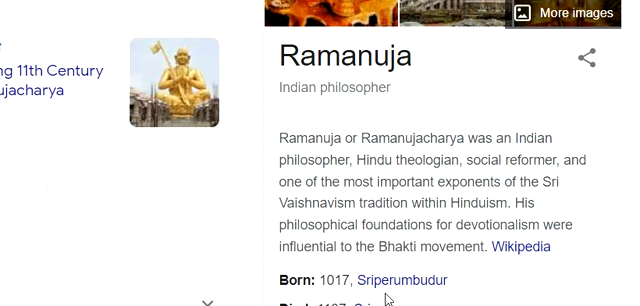 More images
Ramanuja
Indian philosopher
ng 11th Century
ujacharya
Ramanuja or Ramanujacharya was an Indian
philosopher, Hindu theologian, social reformer, and
one of the most important exponents of the Sri
Vaishnavism tradition within Hinduism. His
philosophical foundations for devotionalism were
influential to the Bhakti movement. Wikipedia
Born: 1017, Sriperumbudur